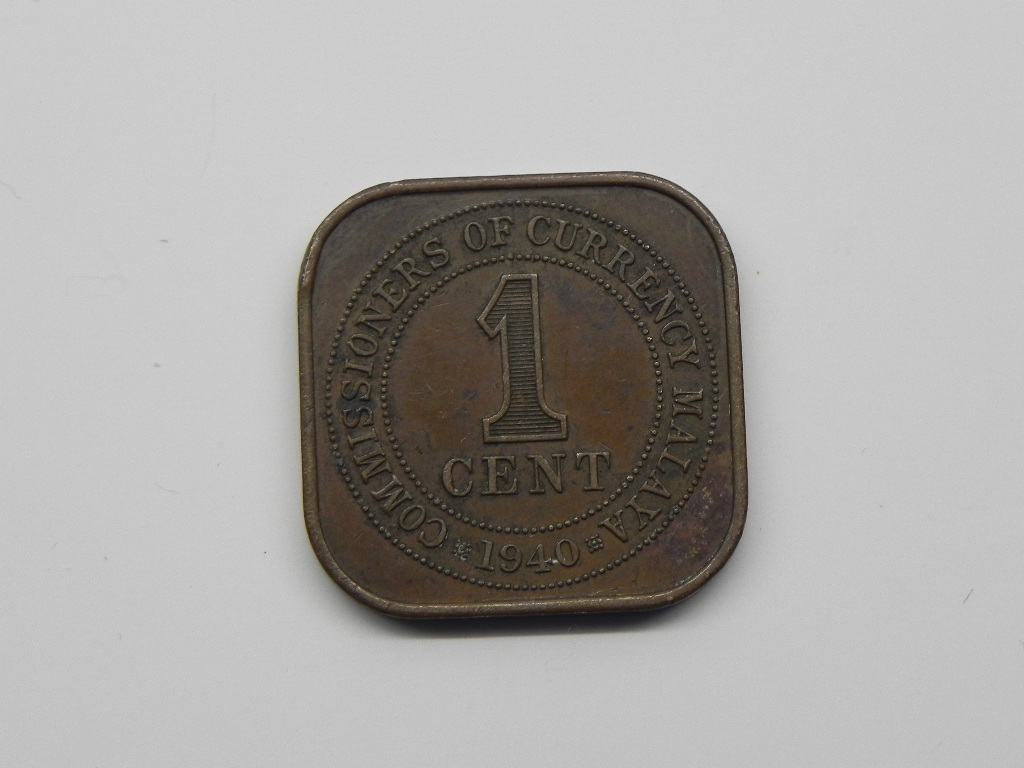 COMMISSIONERS OF CURRENCY MALAYA
1
CENT
1940